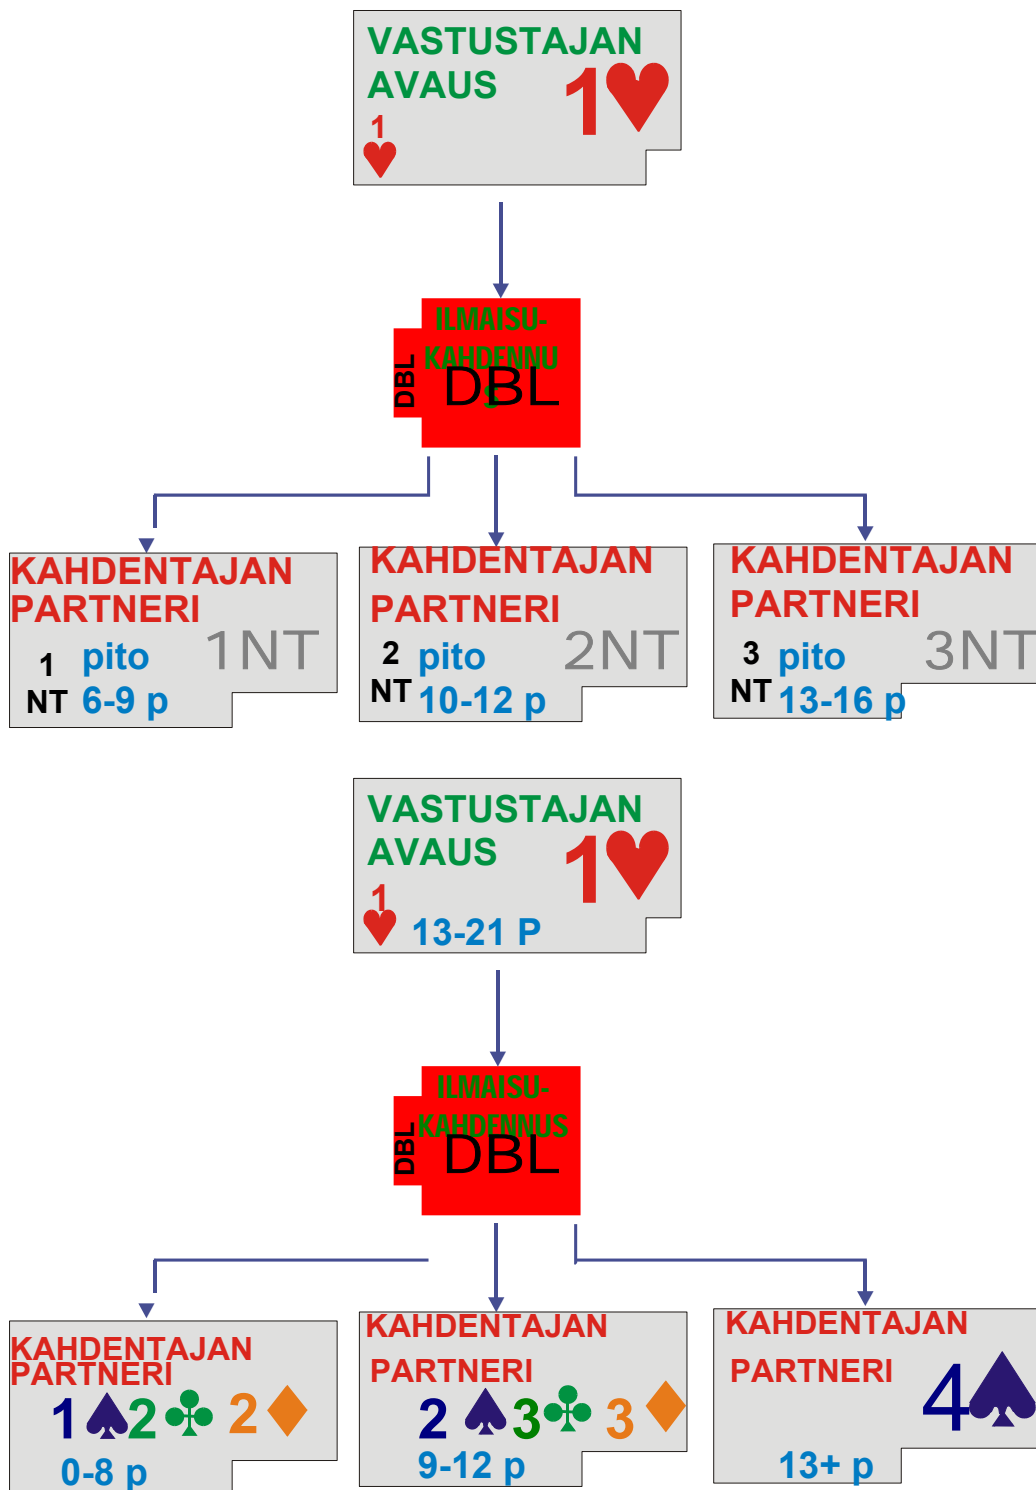 VASTUSTAJAN
AVAUS
1♥
1
♥
ILMAISU-
KAHDENNU
S
DBL
DBL
KAHDENTAJAN
PARTNERI
1NT
1 pito
NT 6-9 p
KAHDENTAJAN
PARTNERI
2NT
2 pito
NT 10-12 p
KAHDENTAJAN
PARTNERI
3NT
3 pito
NT 13-16 p
VASTUSTAJAN
AVAUS
1♥
1
♥ 13-21 P
ILMAISU-
KAHDENNUS
DBL
DBL
KAHDENTAJAN
PARTNERI
1♠ 2♣ 2♦
0-8 p
KAHDENTAJAN
PARTNERI
2♠ 3♣ 3♦
9-12 p
KAHDENTAJAN
PARTNERI
4♠
13+ p